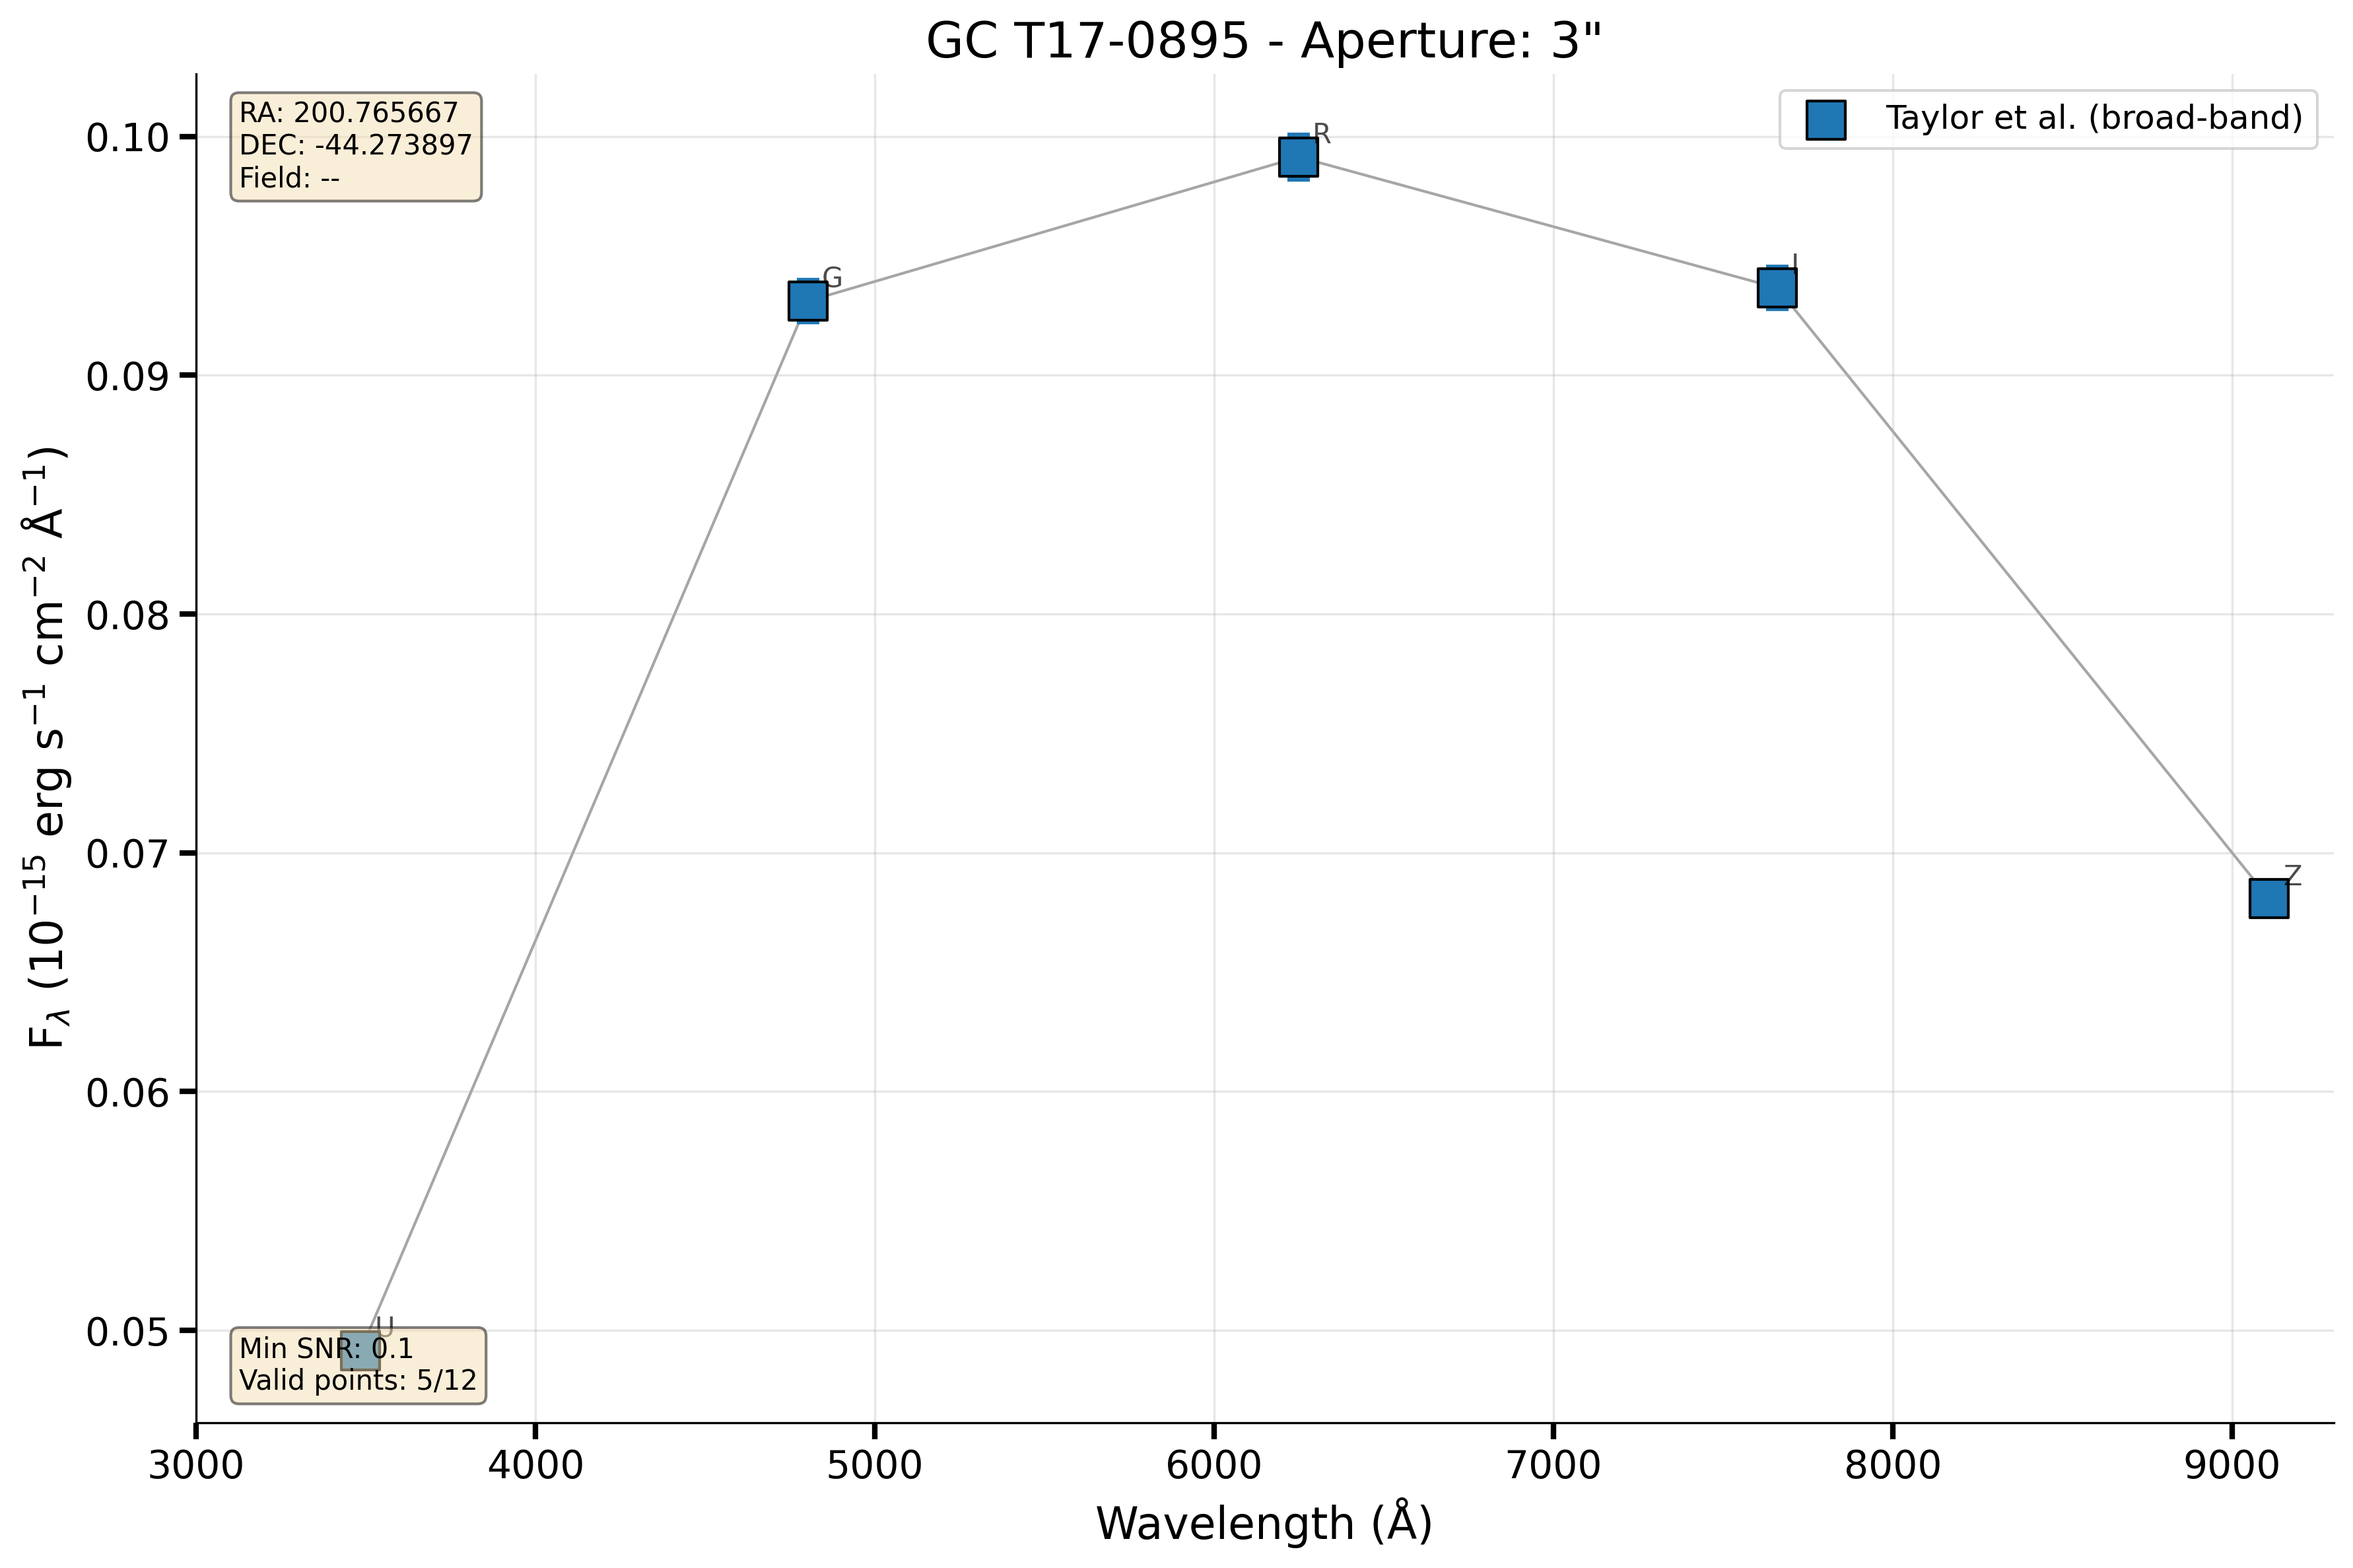 GC T17-0895 - Aperture: 3"
RA: 200.765667
DEC: -44.273897
Field: --
Taylor et al. (broad-band)
R
G
I
Z
U
Min SNR: 0.1
Valid points: 5/12
0.10
0.09
0.08
0.07
0.06
0.05
F_λ (10⁻¹⁵ erg s⁻¹ cm⁻² Å⁻¹)
3000 4000 5000 6000 7000 8000 9000
Wavelength (Å)